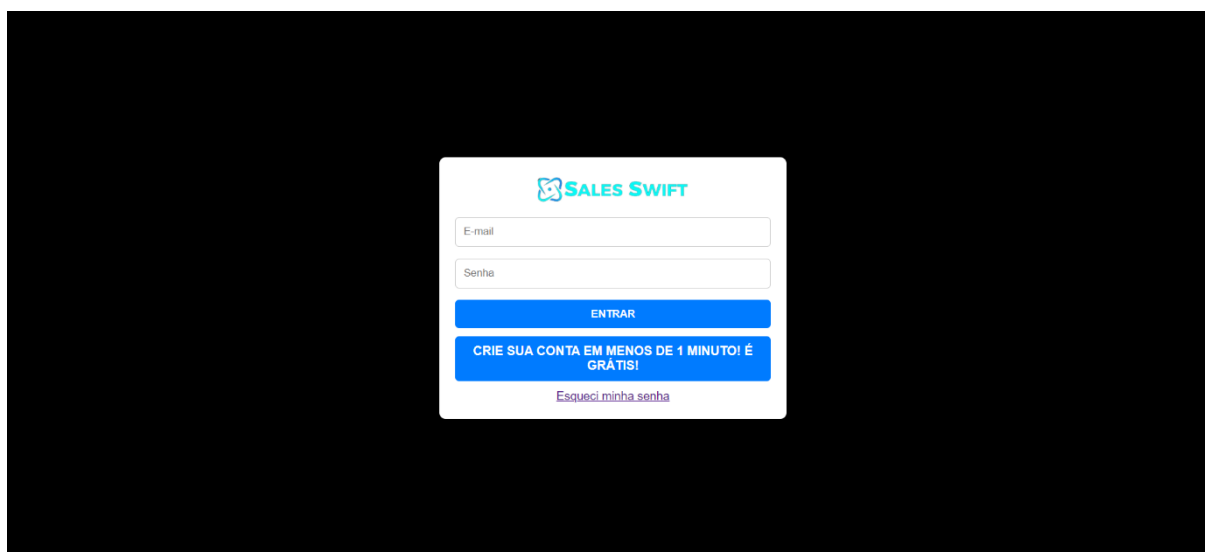 SALES SWIFT
E-mail
Senha
ENTRAR
CRIE SUA CONTA EM MENOS DE 1 MINUTO! É
GRÁTIS!
Esqueci minha senha